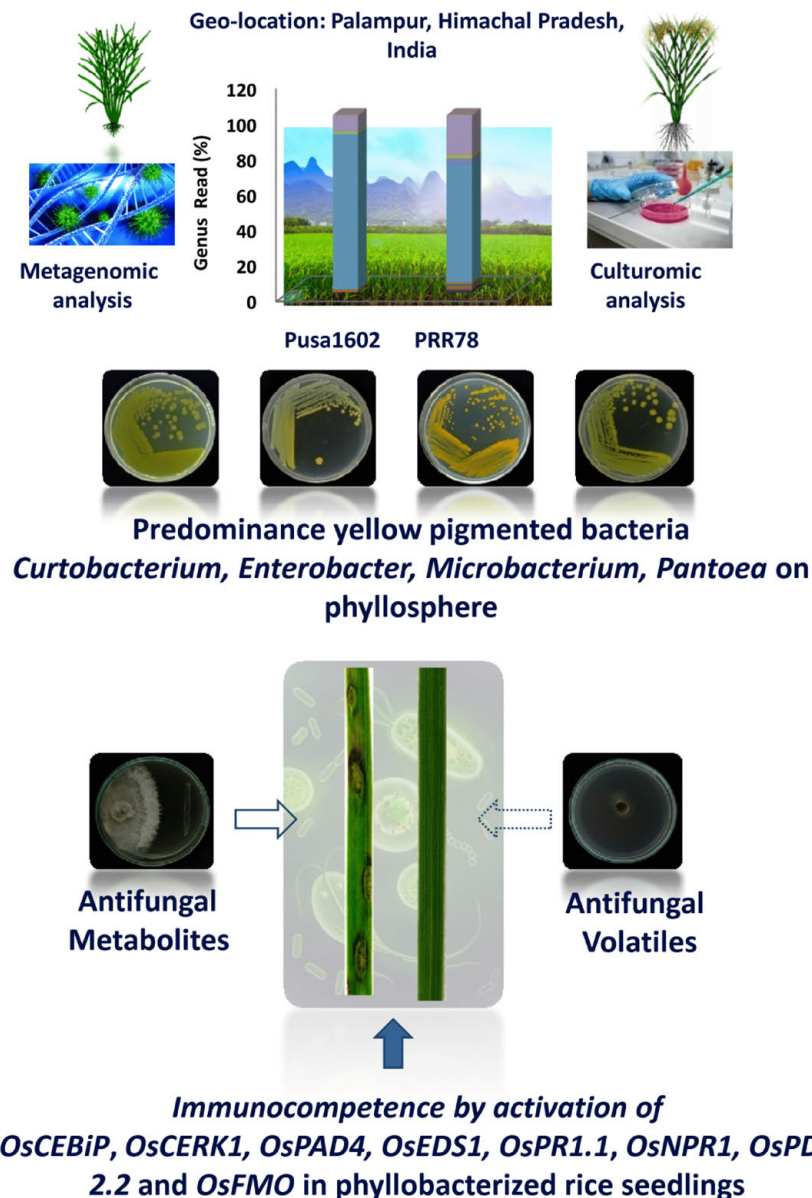 Geo-location: Palampur, Himachal Pradesh,
India
Genus Read (%)
120
100
80
60
40
20
0
Metagenomic
analysis
Culturomic
analysis
Pusa1602 PRR78
Predominance yellow pigmented bacteria
Curtobacterium, Enterobacter, Microbacterium, Pantoea on
phyllosphere
Antifungal
Metabolites
Antifungal
Volatiles
Immunocompetence by activation of
OsCEBiP, OsCERK1, OsPAD4, OsEDS1, OsPR1.1, OsNPR1,
2.2 and OsFMO in phyllobacterized rice seedlings